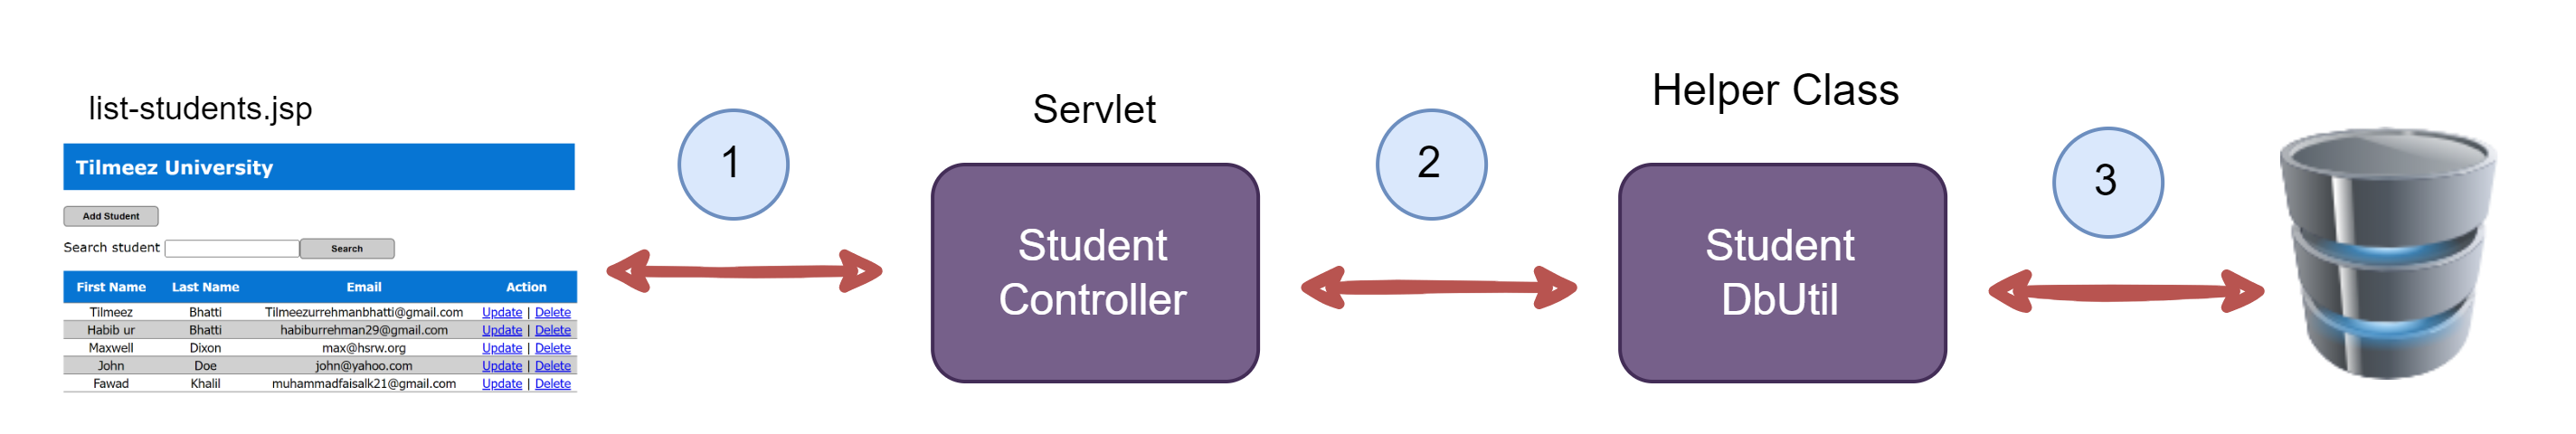 list-students.jsp
Tilmeez University
Add Student
Search student Search
First Name Last Name Email Action
Tilmeez Bhatti Tilmeezurrehmanbhatti@gmail.com Update | Delete
Habib ur Bhatti habiburrehman29@gmail.com Update | Delete
Maxwell Dixon max@hsrw.org Update | Delete
John Doe john@yahoo.com Update | Delete
Fawad Khalil muhammadfaisalk21@gmail.com Update | Delete
1
Servlet
Student
Controller
2
Helper Class
Student
DbUtil
3